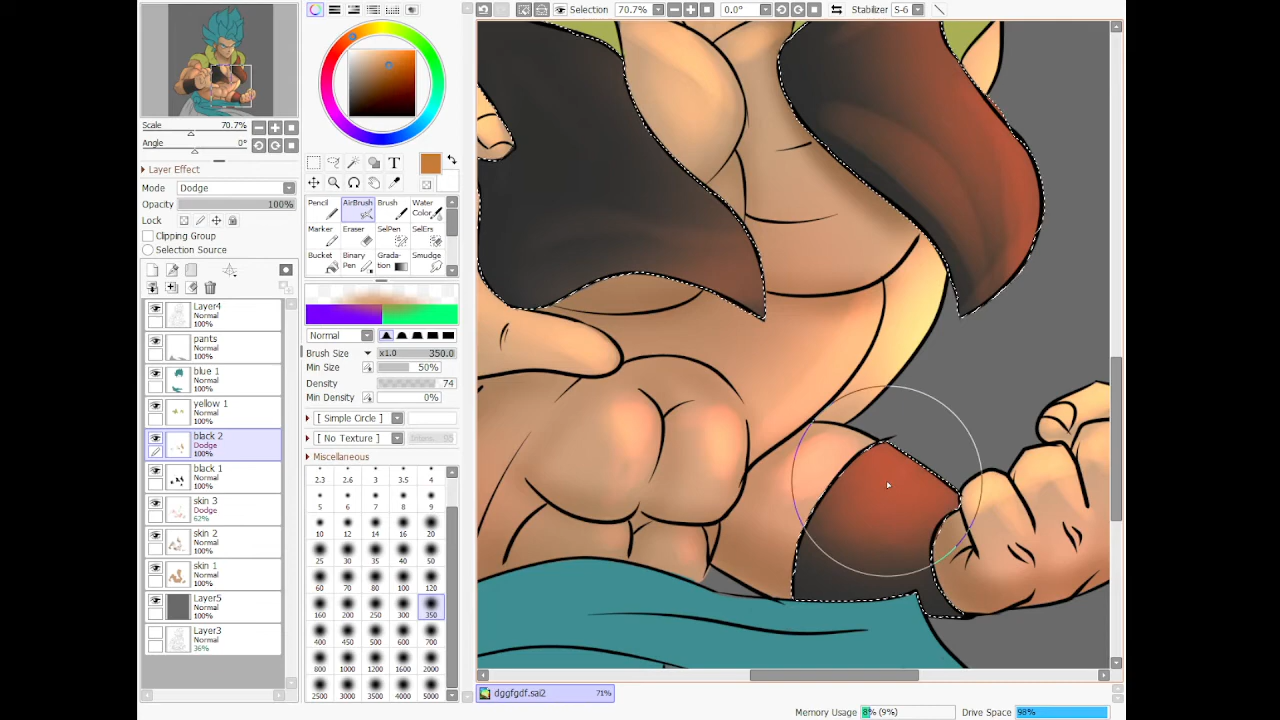 Selection
70.7%
0.0°
Stabilizer
S-6
Scale
70.7%
Angle
0°
Layer Effect
Mode
Dodge
Opacity
100%
Lock
Clipping Group
Selection Source
Layer4
Normal
100%
pants
Normal
100%
blue 1
Normal
100%
yellow 1
Normal
100%
black 2
Dodge
100%
black 1
Normal
100%
skin 3
Dodge
62%
skin 2
Normal
100%
skin 1
Normal
100%
Layer5
Normal
100%
Layer3
Normal
36%
T
Pencil
AirBrush
Brush
Water
Color
Marker
Eraser
SelPen
SelErs
Bucket
Binary
Pen
Grada-
tion
Smudge
Normal
Brush Size
x1.0
350.0
Min Size
50%
Density
74
Min Density
0%
[ Simple Circle ]
[ No Texture ]
Miscellaneous
2.3 2.6 3 3.5 4
5 6 7 8 9
10 12 14 16 20
25 30 35 40 50
60 70 80 100 120
160 200 250 300 350
400 450 500 600 700
800 1000 1200 1600 2000
2500 3000 3500 4000 5000
dggfgdf.sai2
71%
Memory Usage
8% (9%)
Drive Space
98%